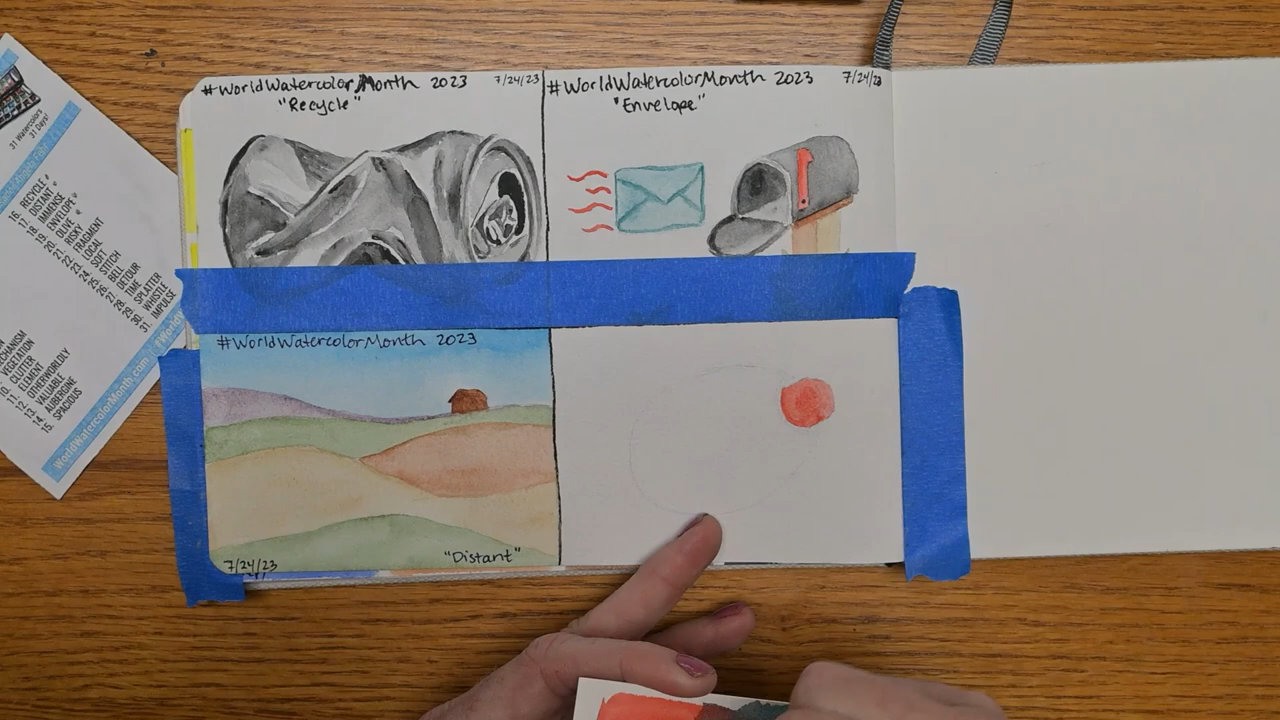 #WorldWatercolorMonth 2023
7/24/23
"Recycle"
#WorldWatercolorMonth 2023
7/24/23
"Envelope"
#WorldWatercolorMonth 2023
"Distant"
7/24/23
31 Watercolors
31 Days!
16. RECYCLE
17. DISTANT
18. IMMENSE
19. ENVELOPE
20. OLIVE
21. RISKY
22. FRAGMENT
23. LOCAL
24. SOFT
25. STITCH
26. BELL
27. DETOUR
28. TIME
29. SPLATTER
30. WHISTLE
31. IMPULSE
VEGETATION
10. CLUTTER
11. ELEMENT
12. OTHERWORLDLY
13. VALUABLE
14. AUBERGINE
15. SPACIOUS
WorldWatercolorMonth.com